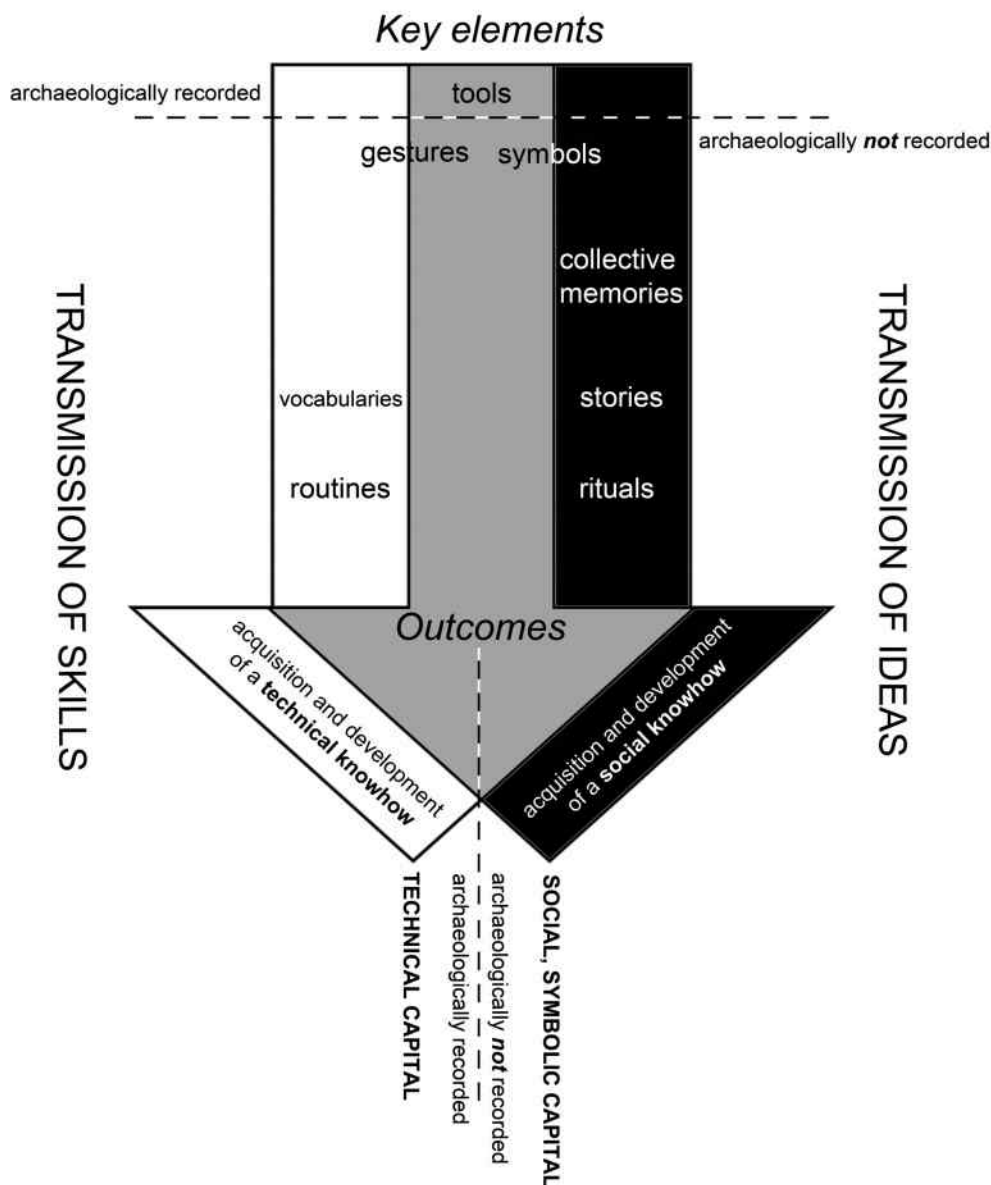 Key elements
archaeologically recorded
tools
archaeologically not recorded
gestures
symbols
collective
memories
vocabularies
stories
routines
rituals
TRANSMISSION OF SKILLS
TRANSMISSION OF IDEAS
Outcomes
acquisition and development
of a technical knowhow
acquisition and development
of a social knowhow
TECHNICAL CAPITAL
archaeologically recorded
archaeologically not recorded
SOCIAL, SYMBOLIC CAPITAL